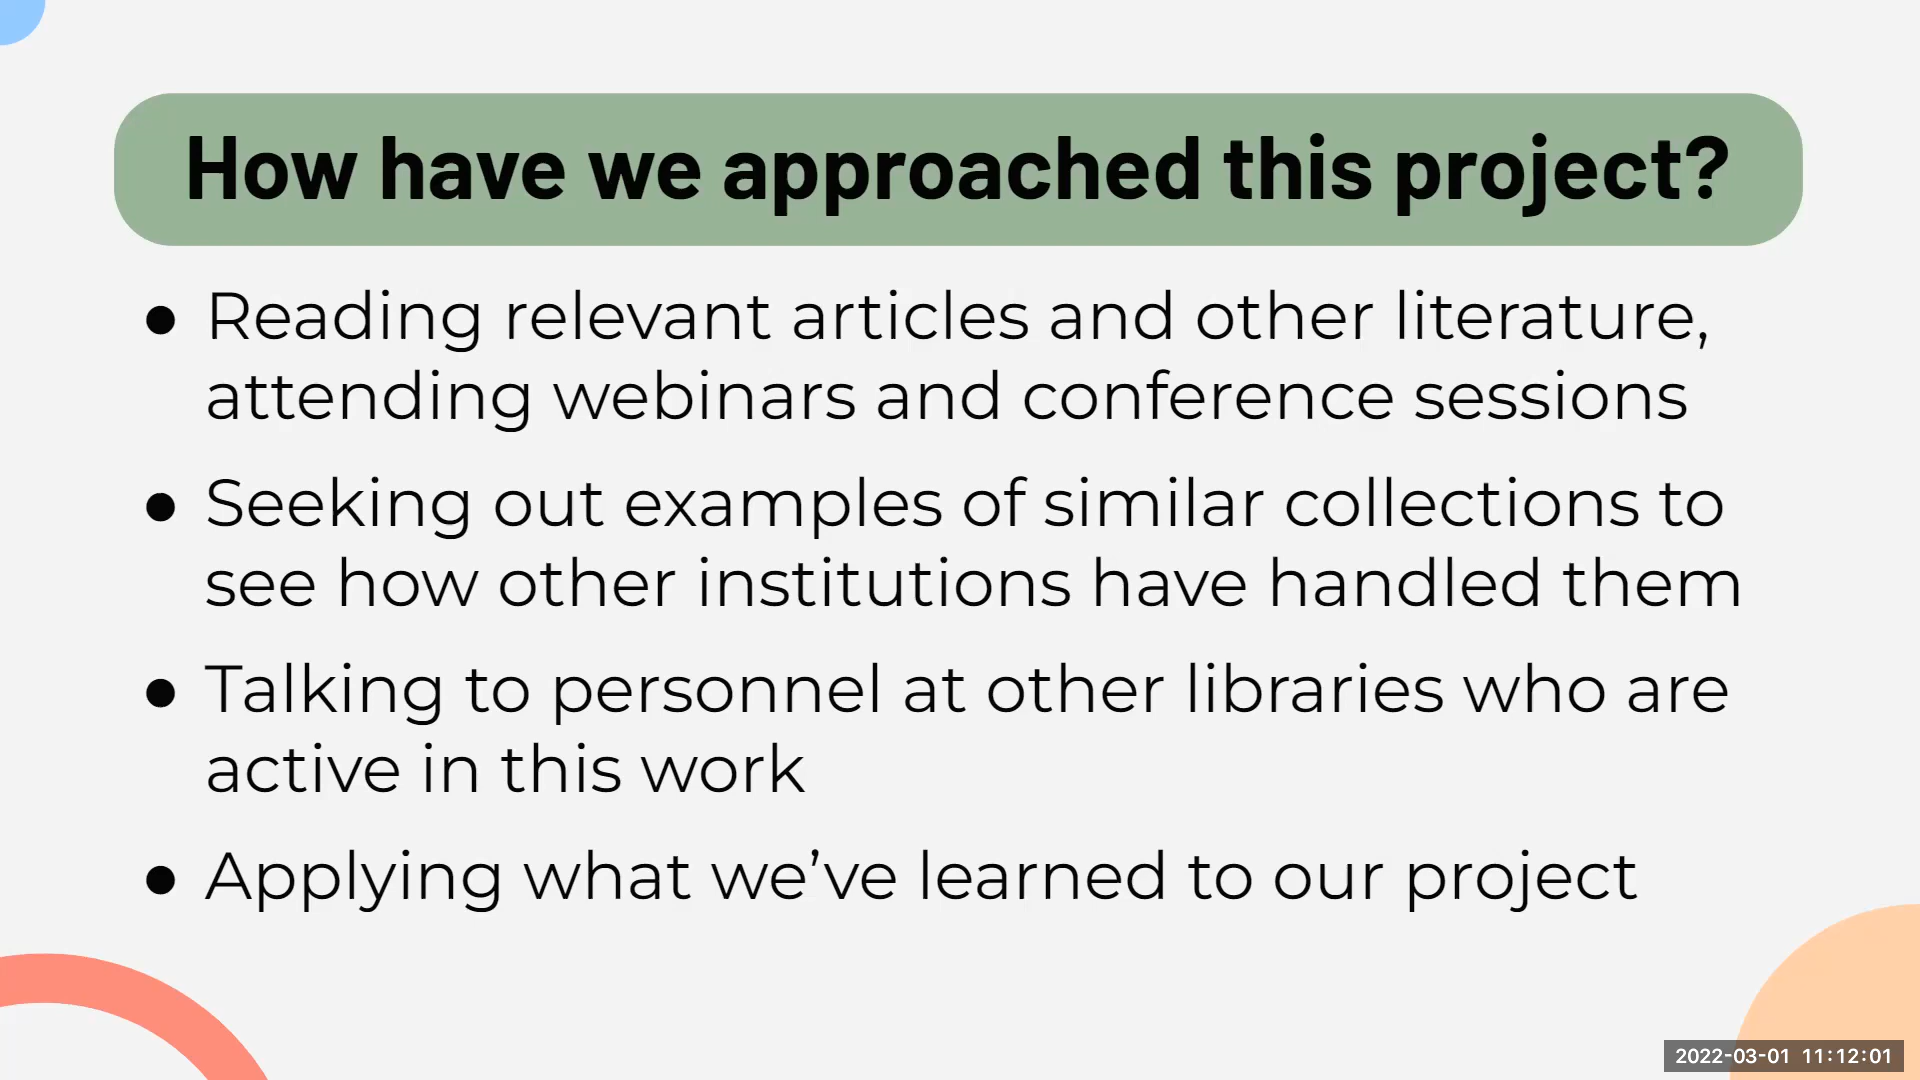 How have we approached this project?
● Reading relevant articles and other literature,
attending webinars and conference sessions
● Seeking out examples of similar collections to
see how other institutions have handled them
● Talking to personnel at other libraries who are
active in this work
● Applying what we’ve learned to our project
2022-03-01 11:12:01